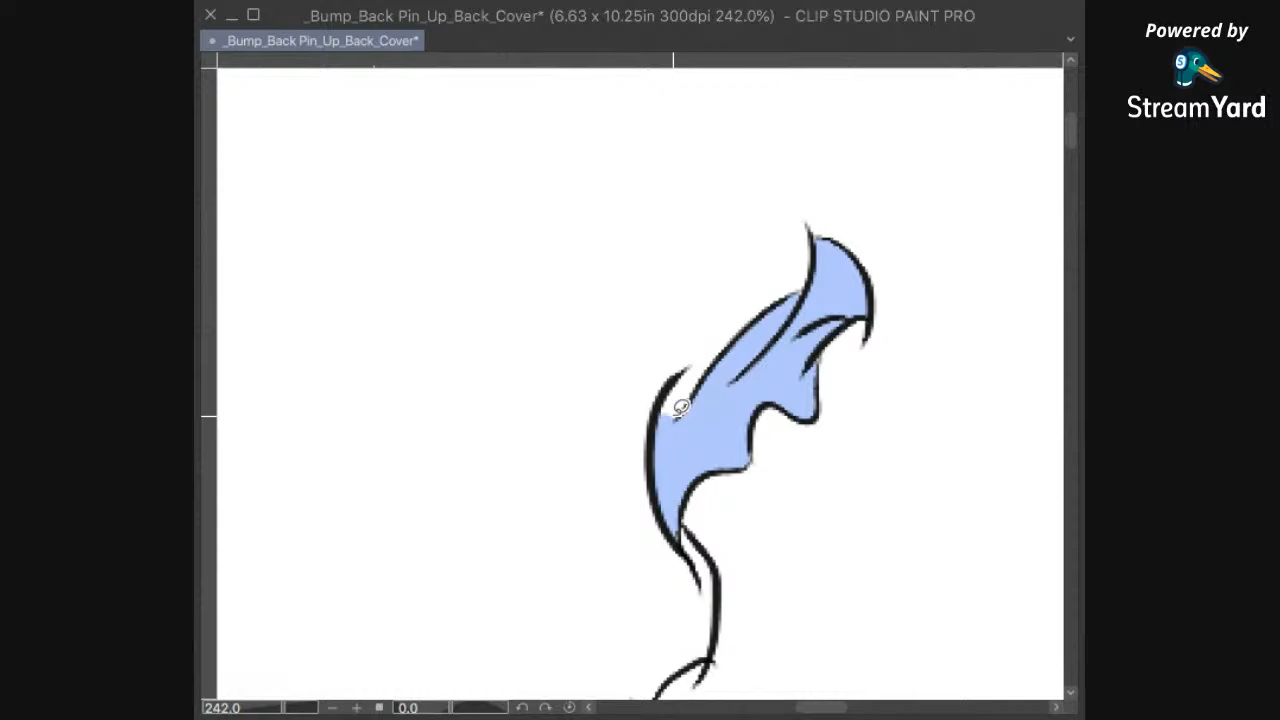 _Bump_Back Pin_Up_Back_Cover* (6.63 x 10.25in 300dpi 242.0%)  - CLIP STUDIO PAINT PRO
_Bump_Back Pin_Up_Back_Cover*
Powered by
S
StreamYard
242.0
0.0